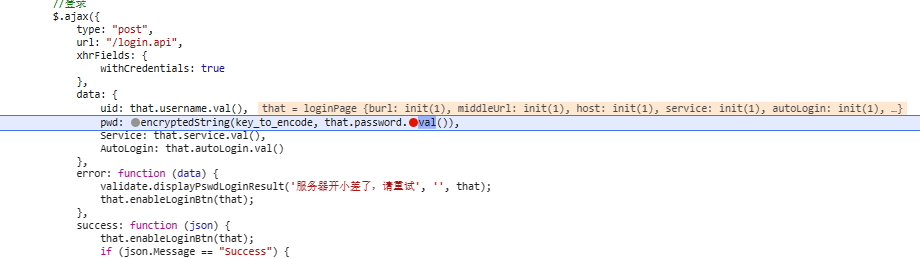 //登录
$.ajax({
type: "post",
url: "/login.api",
xhrFields: {
withCredentials: true
},
data: {
uid: that.username.val(), that = loginPage {burl: init(1), middleUrl: init(1), host: init(1), service: init(1), autoLogin: init(1), …}
pwd: encryptedString(key_to_encode, that.password.val()),
Service: that.service.val(),
AutoLogin: that.autoLogin.val()
},
error: function (data) {
validate.displayPswdLoginResult('服务器开小差了，请重试', '', that);
that.enableLoginBtn(that);
},
success: function (json) {
that.enableLoginBtn(that);
if (json.Message == "Success") {